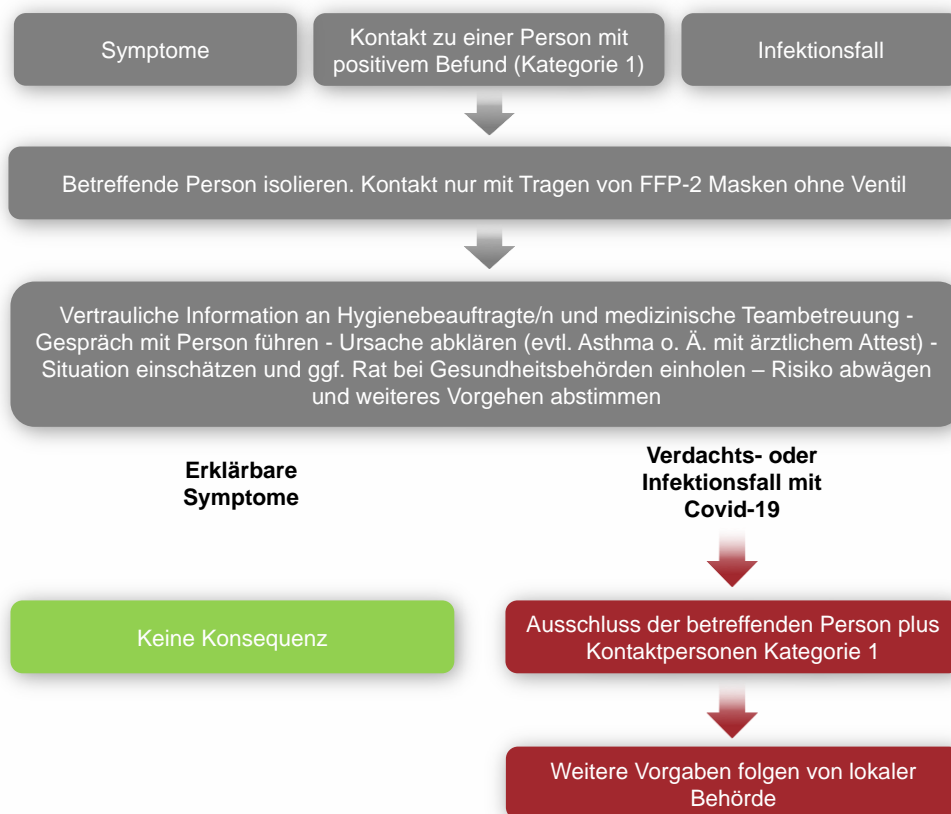 Symptome
Kontakt zu einer Person mit
positivem Befund (Kategorie 1)
Infektionsfall
Betreffende Person isolieren. Kontakt nur mit Tragen von FFP-2 Masken ohne Ventil
Vertrauliche Information an Hygienebeauftragte/n und medizinische Teambetreuung -
Gespräch mit Person führen - Ursache abklären (evtl. Asthma o. Ä. mit ärztlichem Attest) -
Situation einschätzen und ggf. Rat bei Gesundheitsbehörden einholen – Risiko abwägen
und weiteres Vorgehen abstimmen
Erklärbare
Symptome
Verdachts- oder
Infektionsfall mit
Covid-19
Keine Konsequenz
Ausschluss der betreffenden Person plus
Kontaktpersonen Kategorie 1
Weitere Vorgaben folgen von lokaler
Behörde